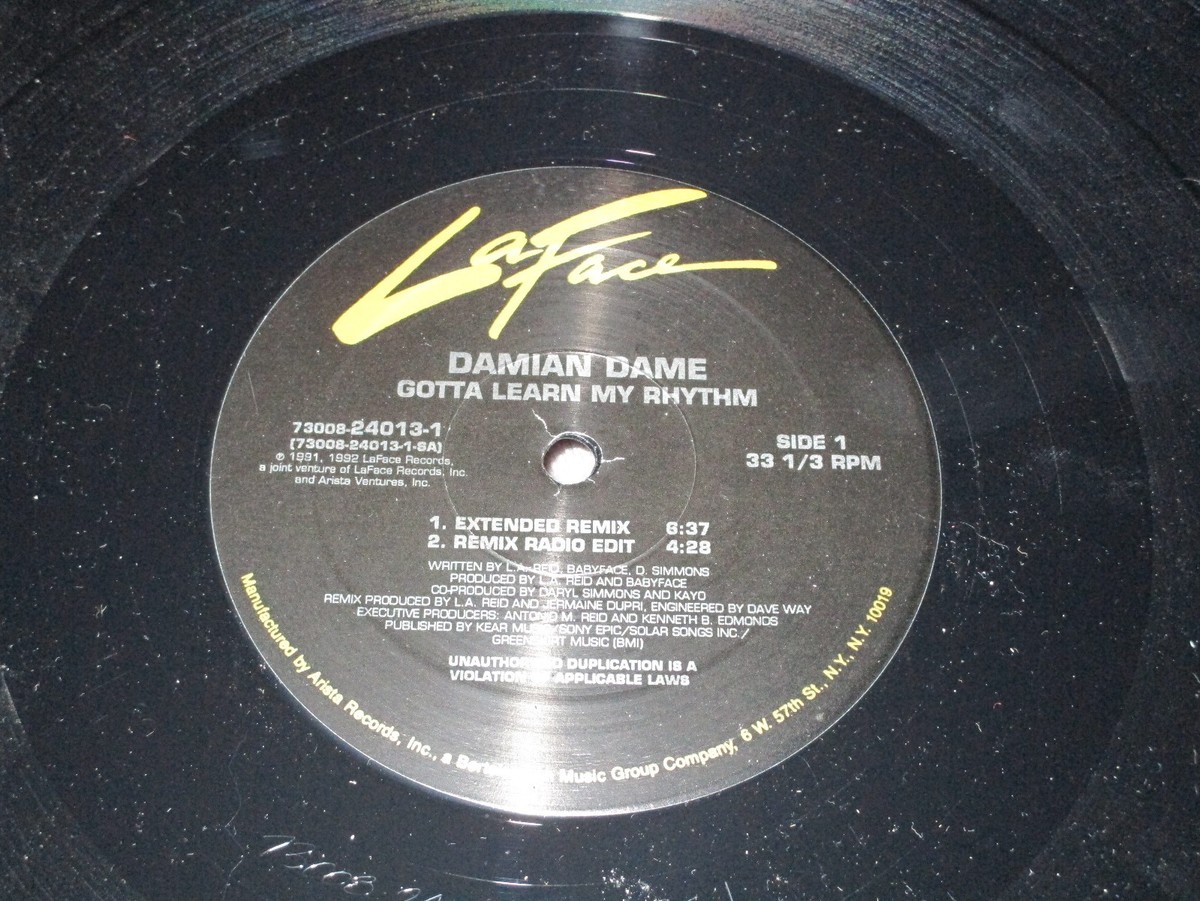 LaFace
DAMIAN DAME
GOTTA LEARN MY RHYTHM
73008-24013-1
(73008-24013-1-SA)
℗ 1991, 1992 LaFace Records,
a joint venture of LaFace Records, Inc.
and Arista Ventures, Inc.
SIDE 1
33 1/3 RPM
1. EXTENDED REMIX 6:37
2. REMIX RADIO EDIT 4:28
WRITTEN BY L.A. REID, BABYFACE, D. SIMMONS
PRODUCED BY L.A. REID AND BABYFACE
CO-PRODUCED BY DARYL SIMMONS AND KAYO
REMIX PRODUCED BY L.A. REID AND JERMAINE DUPRI, ENGINEERED BY DAVE WAY
EXECUTIVE PRODUCERS: ANTONIO M. REID AND KENNETH B. EDMONDS
PUBLISHED BY KEAR MUSIC/SONY EPIC/SOLAR SONGS INC./
MUSIC (BMI)
DUPLICATION IS A
VIOLATION APPLICABLE LAWS
Manufactured by Arista Records, Inc., a Music Group Company, 6 W. 57th St., N.Y., N.Y. 10019